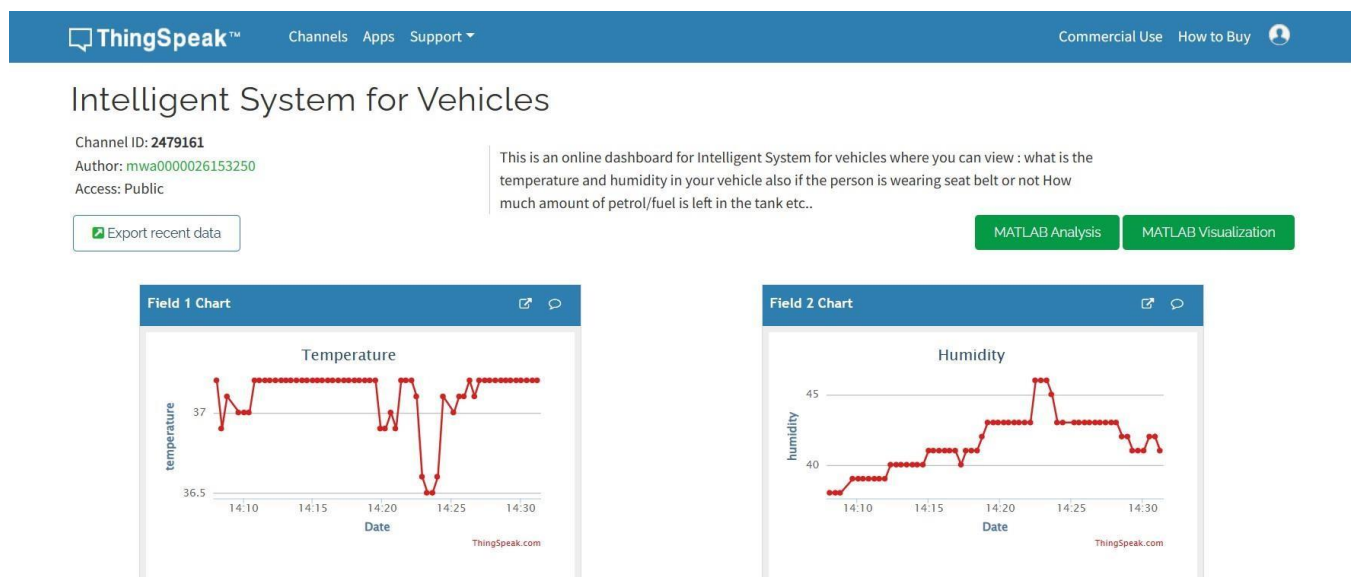 ThingSpeak™ Channels Apps Support Commercial Use How to Buy
Intelligent System for Vehicles
Channel ID: 2479161
Author: mwa0000026153250
Access: Public
This is an online dashboard for Intelligent System for vehicles where you can view : what is the
temperature and humidity in your vehicle also if the person is wearing seat belt or not How
much amount of petrol/fuel is left in the tank etc..
Export recent data
MATLAB Analysis MATLAB Visualization
Field 1 Chart
Temperature
temperature
37
36.5
14:10 14:15 14:20 14:25 14:30
Date
ThingSpeak.com
Field 2 Chart
Humidity
humidity
45
40
14:10 14:15 14:20 14:25 14:30
Date
ThingSpeak.com